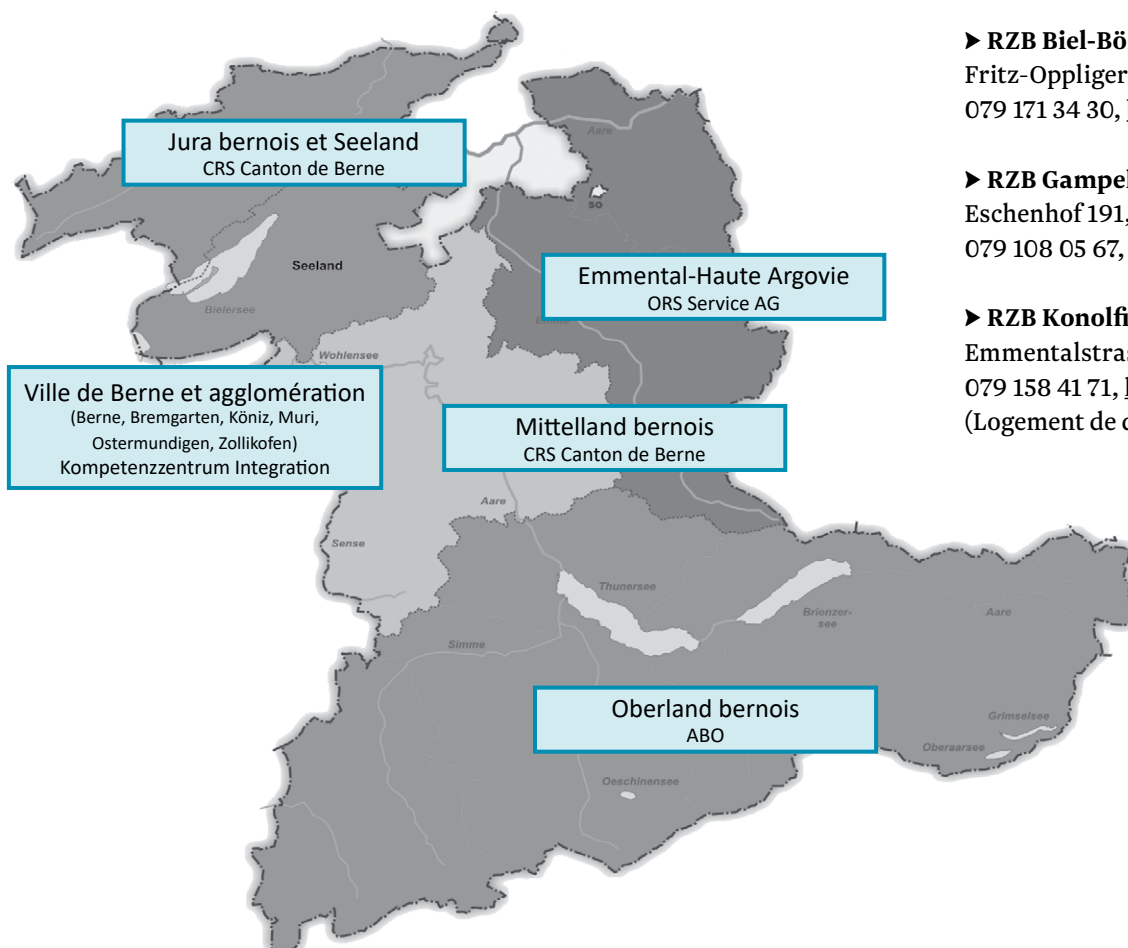 Jura bernois et Seeland
CRS Canton de Berne
Aare
so
Seeland
Bielersee
Emmental-Haute Argovie
ORS Service AG
Wohlensee
Ville de Berne et agglomération
(Berne, Bremgarten, Köniz, Muri,
Ostermundigen, Zollikofen)
Kompetenzzentrum Integration
Mittelland bernois
CRS Canton de Berne
Aare
Sense
Thunersee
Brienzer-
see
Aare
Simme
Oberland bernois
ABO
Grimselsee
Oberaarsee
Oeschinensee
➤ RZB Biel-Bö
Fritz-Oppliger
079 171 34 30,
➤ RZB Gampel
Eschenhof 191,
079 108 05 67,
➤ RZB Konolfi
Emmentalstras
079 158 41 71,
(Logement de